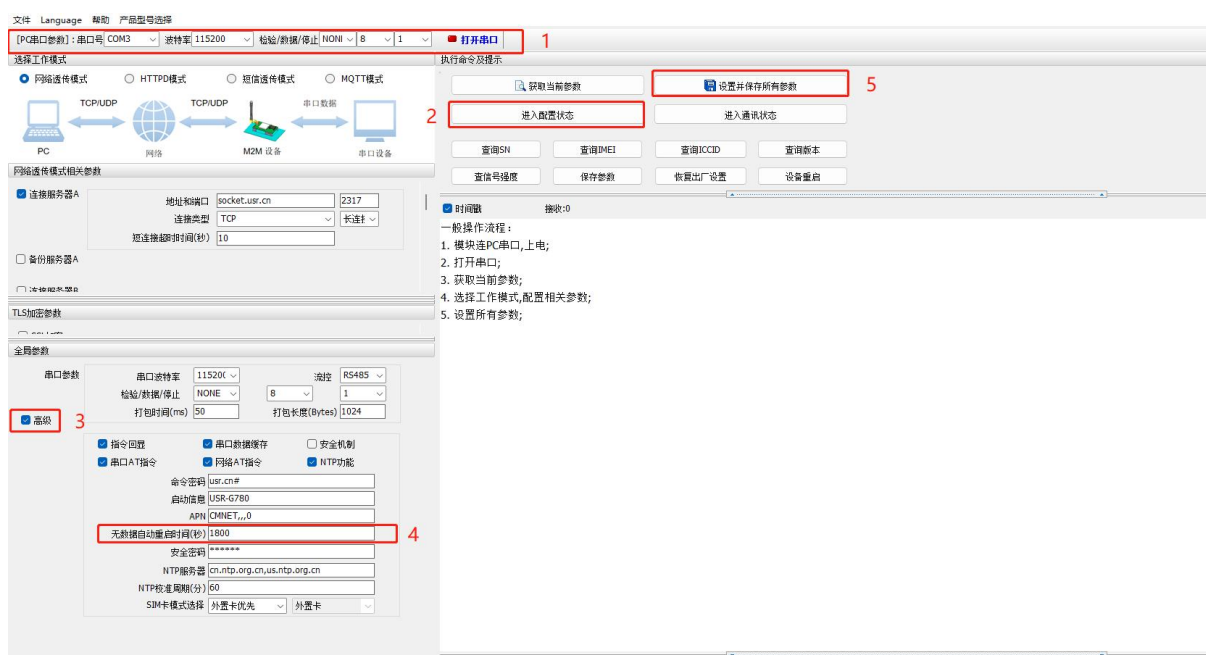 文件 Language 帮助 产品型号选择
[PC串口参数]：串口号 COM3 波特率 115200 检验/数据/停止 NONI 8 1 打开串口 1
选择工作模式
网络透传模式 HTTPD模式 短信透传模式 MQTT模式
TCP/UDP TCP/UDP 串口数据
PC 网络 M2M 设备 串口设备
网络透传模式相关参数
连接服务器A
地址和端口 socket.usr.cn 2317
连接类型 TCP 长连接
短连接超时时间(秒) 10
备份服务器A
连接服务器B
TLS加密参数
全局参数
串口参数 串口波特率 11520( 流控 RS485
检验/数据/停止 NONE 8 1
打包时间(ms) 50 打包长度(Bytes) 1024
高级 3
指令回显 串口数据缓存 安全机制
串口AT指令 网络AT指令 NTP功能
命令密码 usr.cn#
启动信息 USR-G780
APN CMNET,,,0
无数据自动重启时间(秒) 1800 4
安全密码 ******
NTP服务器 cn.ntp.org.cn,us.ntp.org.cn
NTP校准周期(分) 60
SIM卡模式选择 外置卡优先 外置卡
执行命令及提示
获取当前参数 设置并保存所有参数 5
2 进入配置状态 进入通讯状态
查询SN 查询IMEI 查询ICCID 查询版本
查信号强度 保存参数 恢复出厂设置 设备重启
时间戳 接收:0
一般操作流程：
1. 模块连PC串口,上电;
2. 打开串口;
3. 获取当前参数;
4. 选择工作模式,配置相关参数;
5. 设置所有参数;